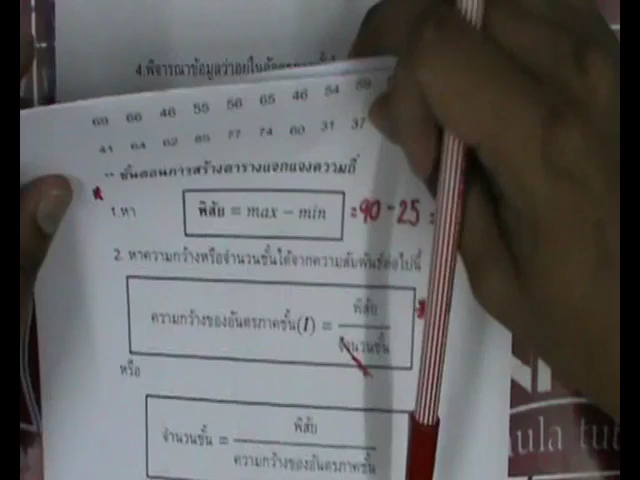 4.พิจารณาข้อมูลว่าอยู่ใน
69 66 46 55 56 65 46 54 59
41 64 62 85 77 74 60 31 37
ขั้นตอนการสร้างตารางแจกแจงความถี่
1.หา พิสัย = max − min = 90 - 25 =
2. หาความกว้างหรือจำนวนชั้นได้จากความสัมพันธ์ต่อไปนี้
ความกว้างของอันตรภาคชั้น(I) = พิสัย
จำนวนชั้น
หรือ
จำนวนชั้น = พิสัย
ความกว้างของอันตรภาคชั้น